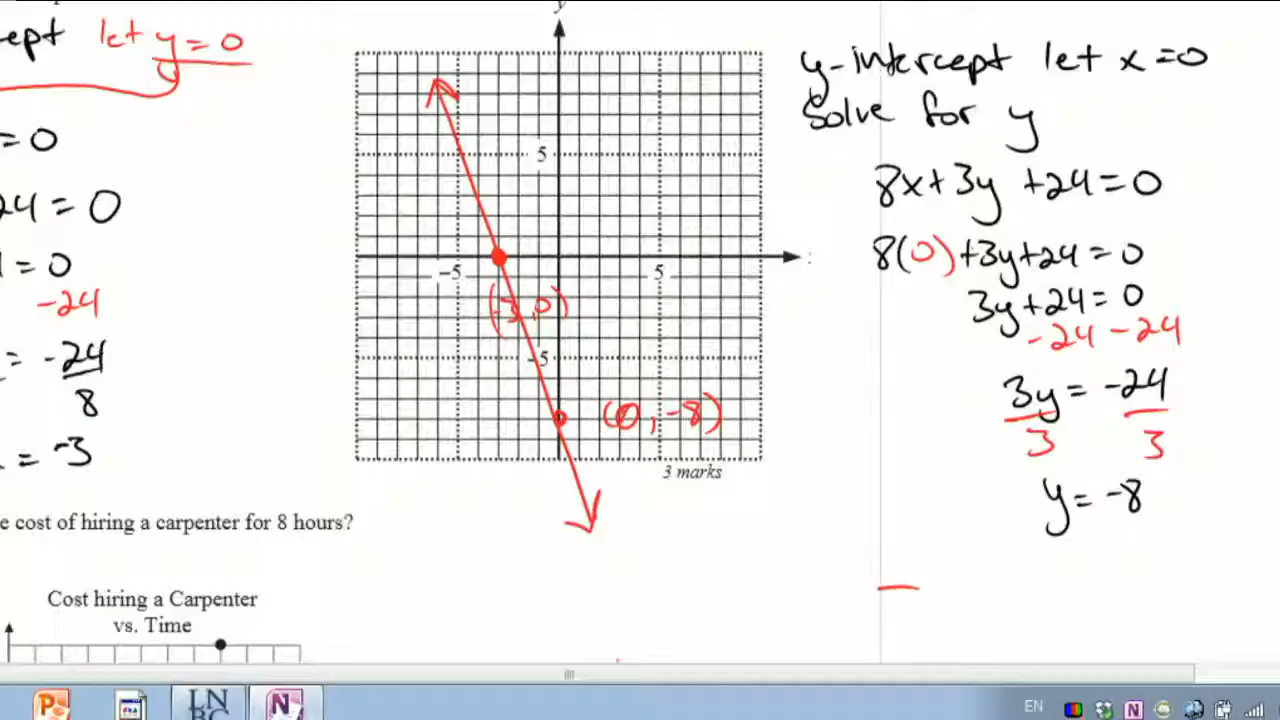 let y = 0
= 0
24 = 0
= 0
-24
= -24
8
= -3
y
5
-5
5
-5
(-3, 0)
(0, -8)
3 marks
y-intercept let x = 0
Solve for y
8x + 3y + 24 = 0
8(0) + 3y + 24 = 0
3y + 24 = 0
-24 -24
3y = -24
3 3
y = -8
cost of hiring a carpenter for 8 hours?
Cost hiring a Carpenter
vs. Time
LN
BC
N
EN
N